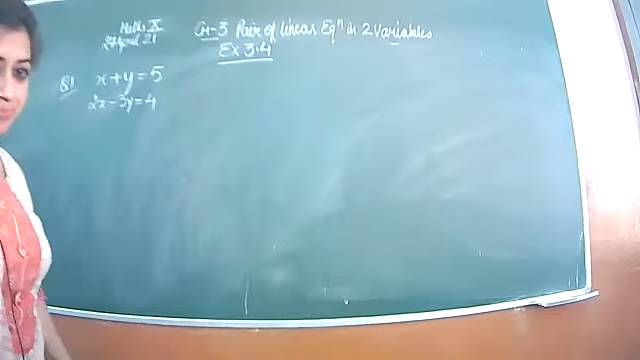 Maths X
Ch-3 Pair of linear Eqⁿ in 2 variables
Ex 3.4
Q1 x + y = 5
2x - 3y = 4